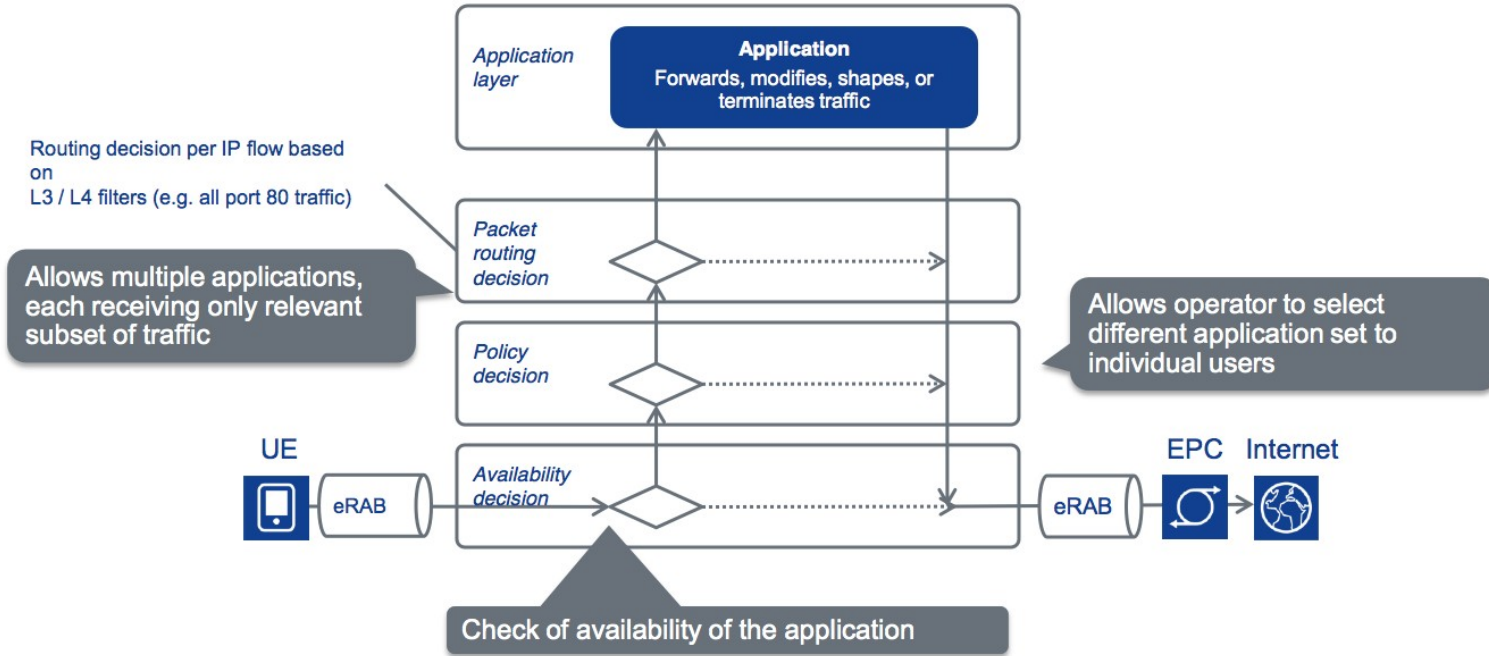 Application
layer
Application
Forwards, modifies, shapes, or
terminates traffic
Routing decision per IP flow based
on
L3 / L4 filters (e.g. all port 80 traffic)
Packet
routing
decision
Allows multiple applications,
each receiving only relevant
subset of traffic
Allows operator to select
different application set to
individual users
Policy
decision
UE
eRAB
Availability
decision
eRAB
EPC
Internet
Check of availability of the application